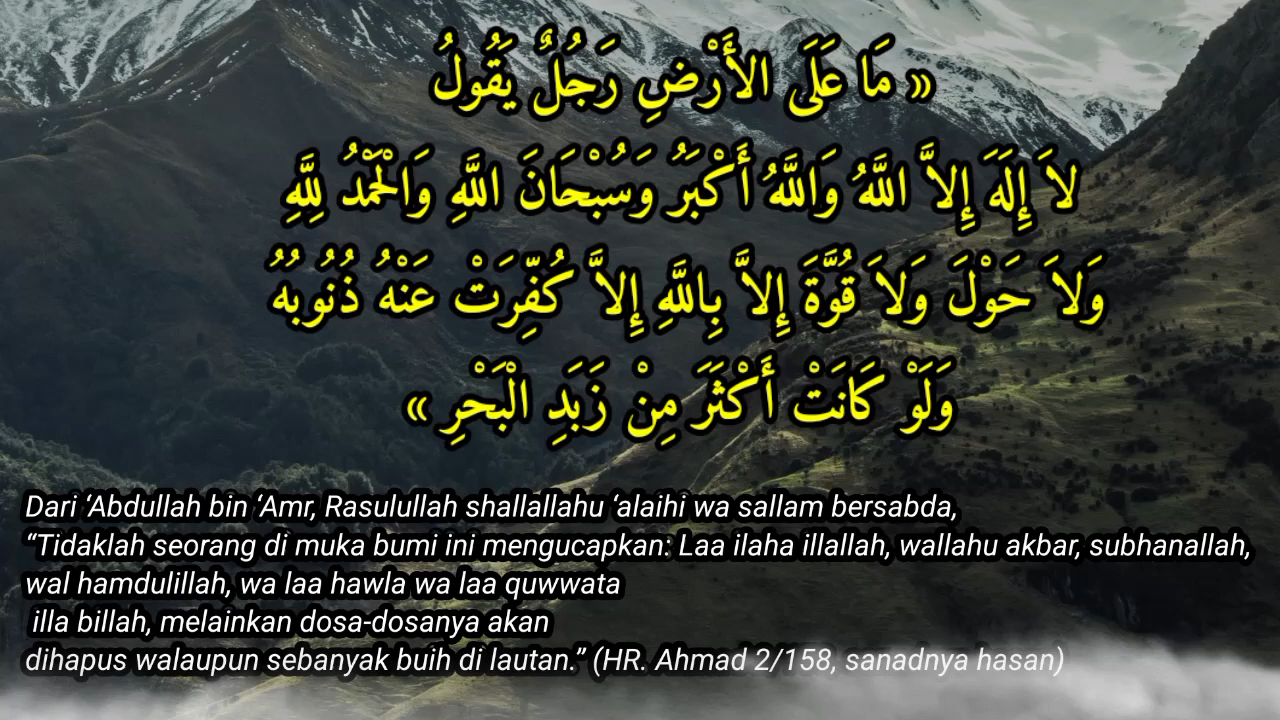 « مَا عَلَى الأَرْضِ رَجُلٌ يَقُولُ
لاَ إِلَهَ إِلاَّ اللَّهُ وَاللَّهُ أَكْبَرُ وَسُبْحَانَ اللَّهِ وَالْحَمْدُ لِلَّهِ
وَلاَ حَوْلَ وَلاَ قُوَّةَ إِلاَّ بِاللَّهِ إِلاَّ كُفِّرَتْ عَنْهُ ذُنُوبُهُ
وَلَوْ كَانَتْ أَكْثَرَ مِنْ زَبَدِ الْبَحْرِ »
Dari ‘Abdullah bin ‘Amr, Rasulullah shallallahu ‘alaihi wa sallam bersabda,
“Tidaklah seorang di muka bumi ini mengucapkan: Laa ilaha illallah, wallahu akbar, subhanallah,
wal hamdulillah, wa laa hawla wa laa quwwata
illa billah, melainkan dosa-dosanya akan
dihapus walaupun sebanyak buih di lautan.” (HR. Ahmad 2/158, sanadnya hasan)